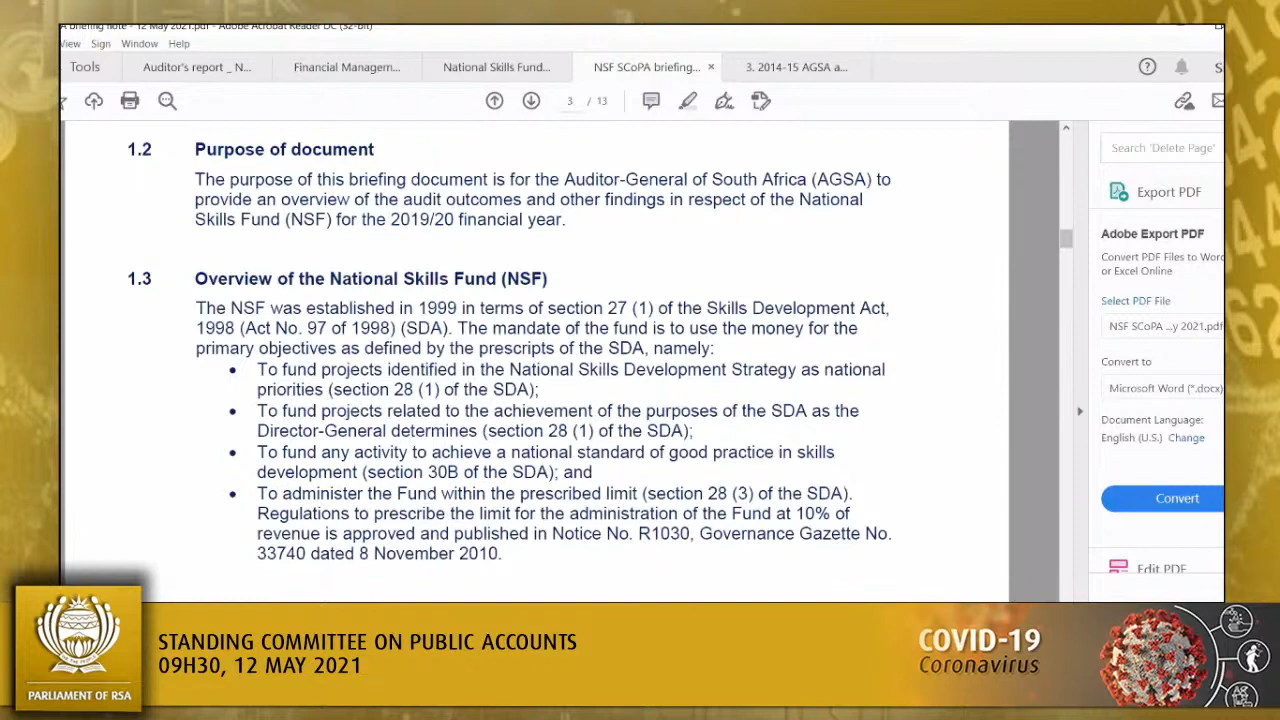 A briefing note - 12 May 2021.pdf - Adobe Acrobat Reader DC (32-bit)
View Sign Window Help
Tools Auditor's report _ N... Financial Managem... National Skills Fund... NSF SCoPA briefing... × 3. 2014-15 AGSA a...
3 / 13
1.2 Purpose of document
The purpose of this briefing document is for the Auditor-General of South Africa (AGSA) to
provide an overview of the audit outcomes and other findings in respect of the National
Skills Fund (NSF) for the 2019/20 financial year.
1.3 Overview of the National Skills Fund (NSF)
The NSF was established in 1999 in terms of section 27 (1) of the Skills Development Act,
1998 (Act No. 97 of 1998) (SDA). The mandate of the fund is to use the money for the
primary objectives as defined by the prescripts of the SDA, namely:
• To fund projects identified in the National Skills Development Strategy as national
priorities (section 28 (1) of the SDA);
• To fund projects related to the achievement of the purposes of the SDA as the
Director-General determines (section 28 (1) of the SDA);
• To fund any activity to achieve a national standard of good practice in skills
development (section 30B of the SDA); and
• To administer the Fund within the prescribed limit (section 28 (3) of the SDA).
Regulations to prescribe the limit for the administration of the Fund at 10% of
revenue is approved and published in Notice No. R1030, Governance Gazette No.
33740 dated 8 November 2010.
Search 'Delete Page'
Export PDF
Adobe Export PDF
Convert PDF Files to Word
or Excel Online
Select PDF File
NSF SCoPA ...y 2021.pdf
Convert to
Microsoft Word (*.docx)
Document Language:
English (U.S.) Change
Convert
Edit PDF
PARLIAMENT OF RSA
STANDING COMMITTEE ON PUBLIC ACCOUNTS
09H30, 12 MAY 2021
COVID-19
Coronavirus